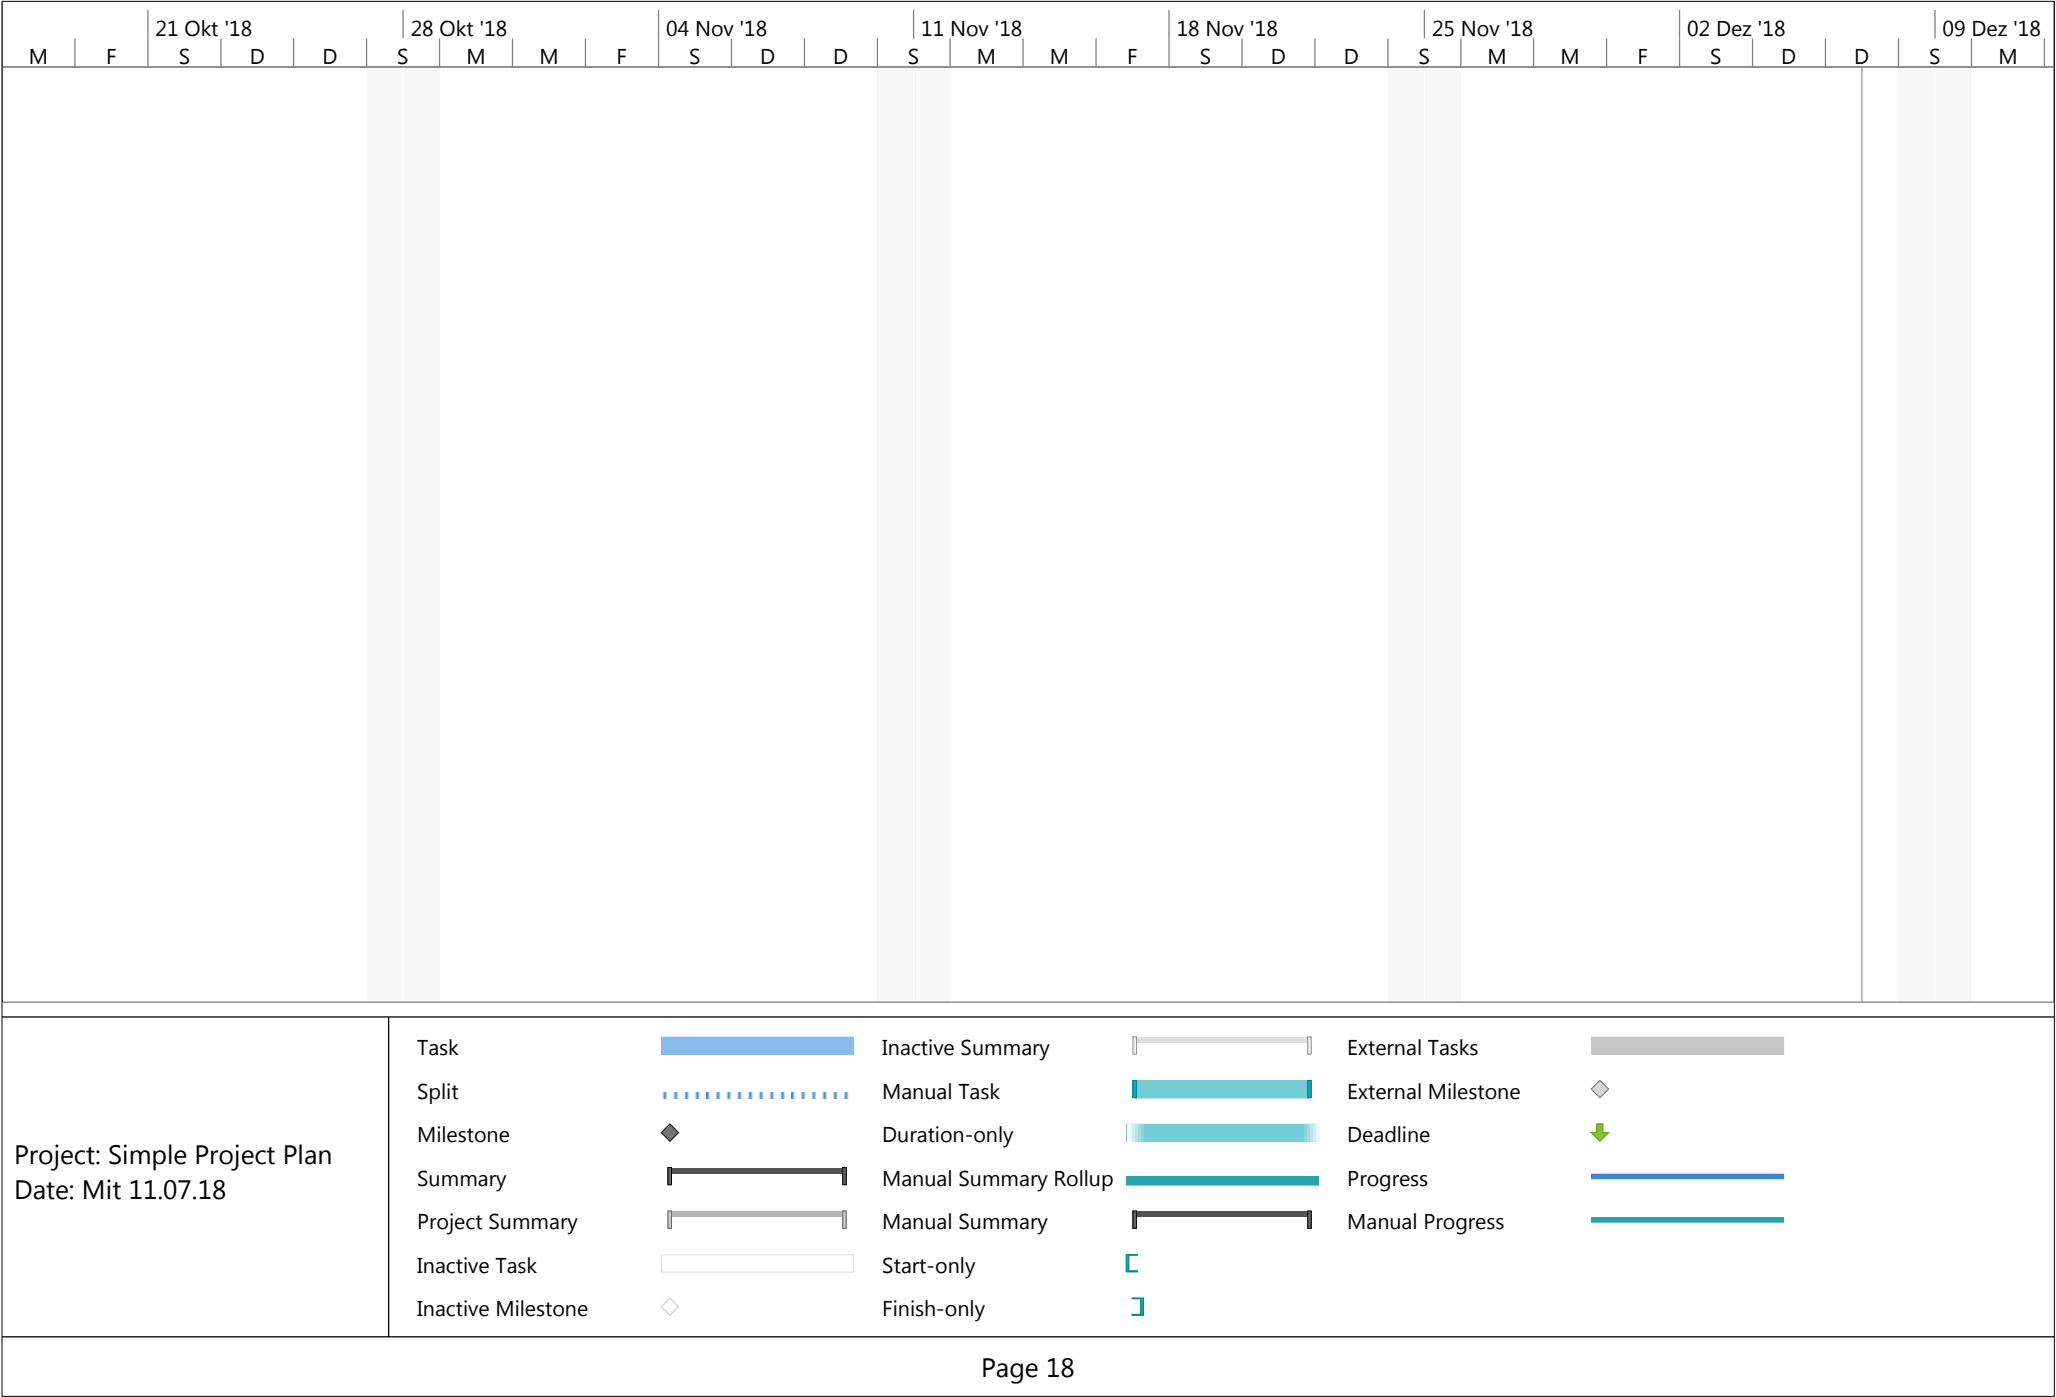 21 Okt '18 28 Okt '18 04 Nov '18 11 Nov '18 18 Nov '18 25 Nov '18 02 Dez '18 09 Dez '18
M F S D D S M M F S D D S M M F S D D S M M F S D D S M
Project: Simple Project Plan
Date: Mit 11.07.18
Task
Split
Milestone
Summary
Project Summary
Inactive Task
Inactive Milestone
Inactive Summary
Manual Task
Duration-only
Manual Summary Rollup
Manual Summary
Start-only
Finish-only
External Tasks
External Milestone
Deadline
Progress
Manual Progress
Page 18